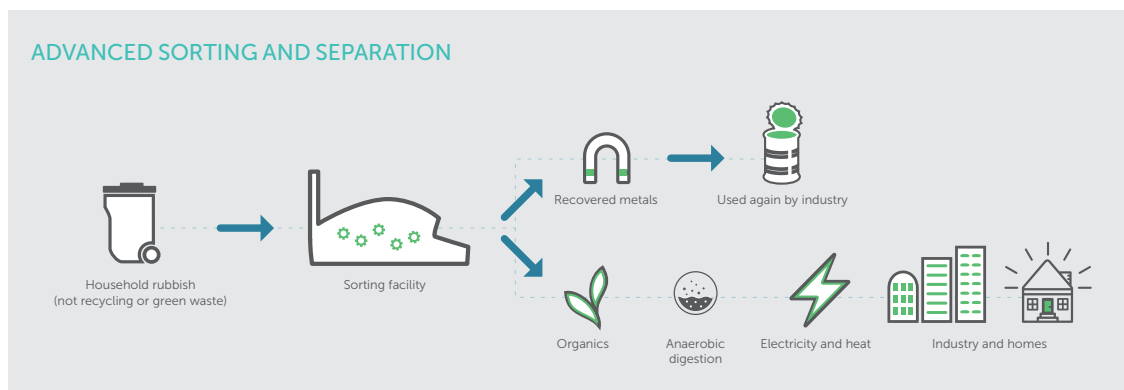 ADVANCED SORTING AND SEPARATION
Recovered metals
Used again by industry
Household rubbish
(not recycling or green waste)
Sorting facility
Organics
Anaerobic
digestion
Electricity and heat
Industry and homes